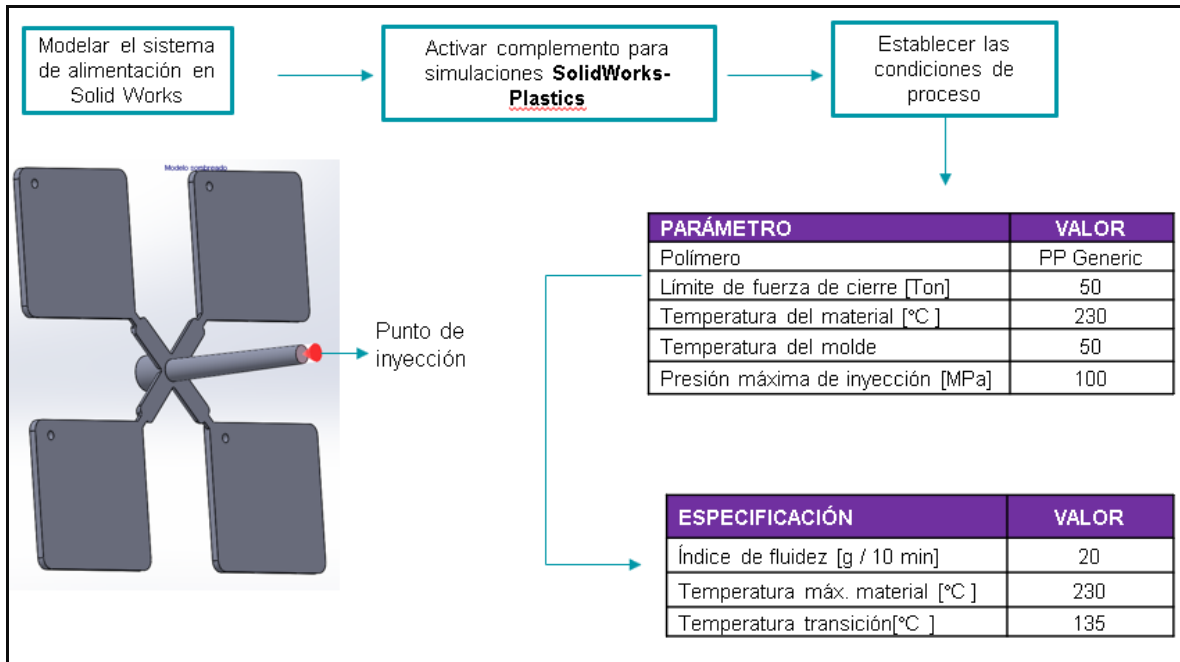 Modelar el sistema
de alimentación en
Solid Works
Activar complemento para
simulaciones SolidWorks-
Plastics
Establecer las
condiciones de
proceso
Modelo sombreado
Punto de
inyección
PARÁMETRO VALOR
Polímero PP Generic
Límite de fuerza de cierre [Ton] 50
Temperatura del material [°C ] 230
Temperatura del molde 50
Presión máxima de inyección [MPa] 100
ESPECIFICACIÓN VALOR
Índice de fluidez [g / 10 min] 20
Temperatura máx. material [°C ] 230
Temperatura transición[°C ] 135